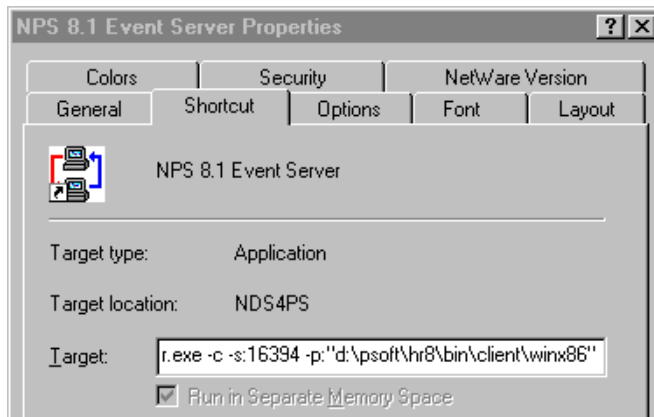 NPS 8.1 Event Server Properties
Colors Security NetWare Version
General Shortcut Options Font Layout
NPS 8.1 Event Server
Target type: Application
Target location: NDS4PS
Target: r.exe -c -s:16394 -p:"d:\psoft\hr8\bin\client\winx86"
Run in Separate Memory Space